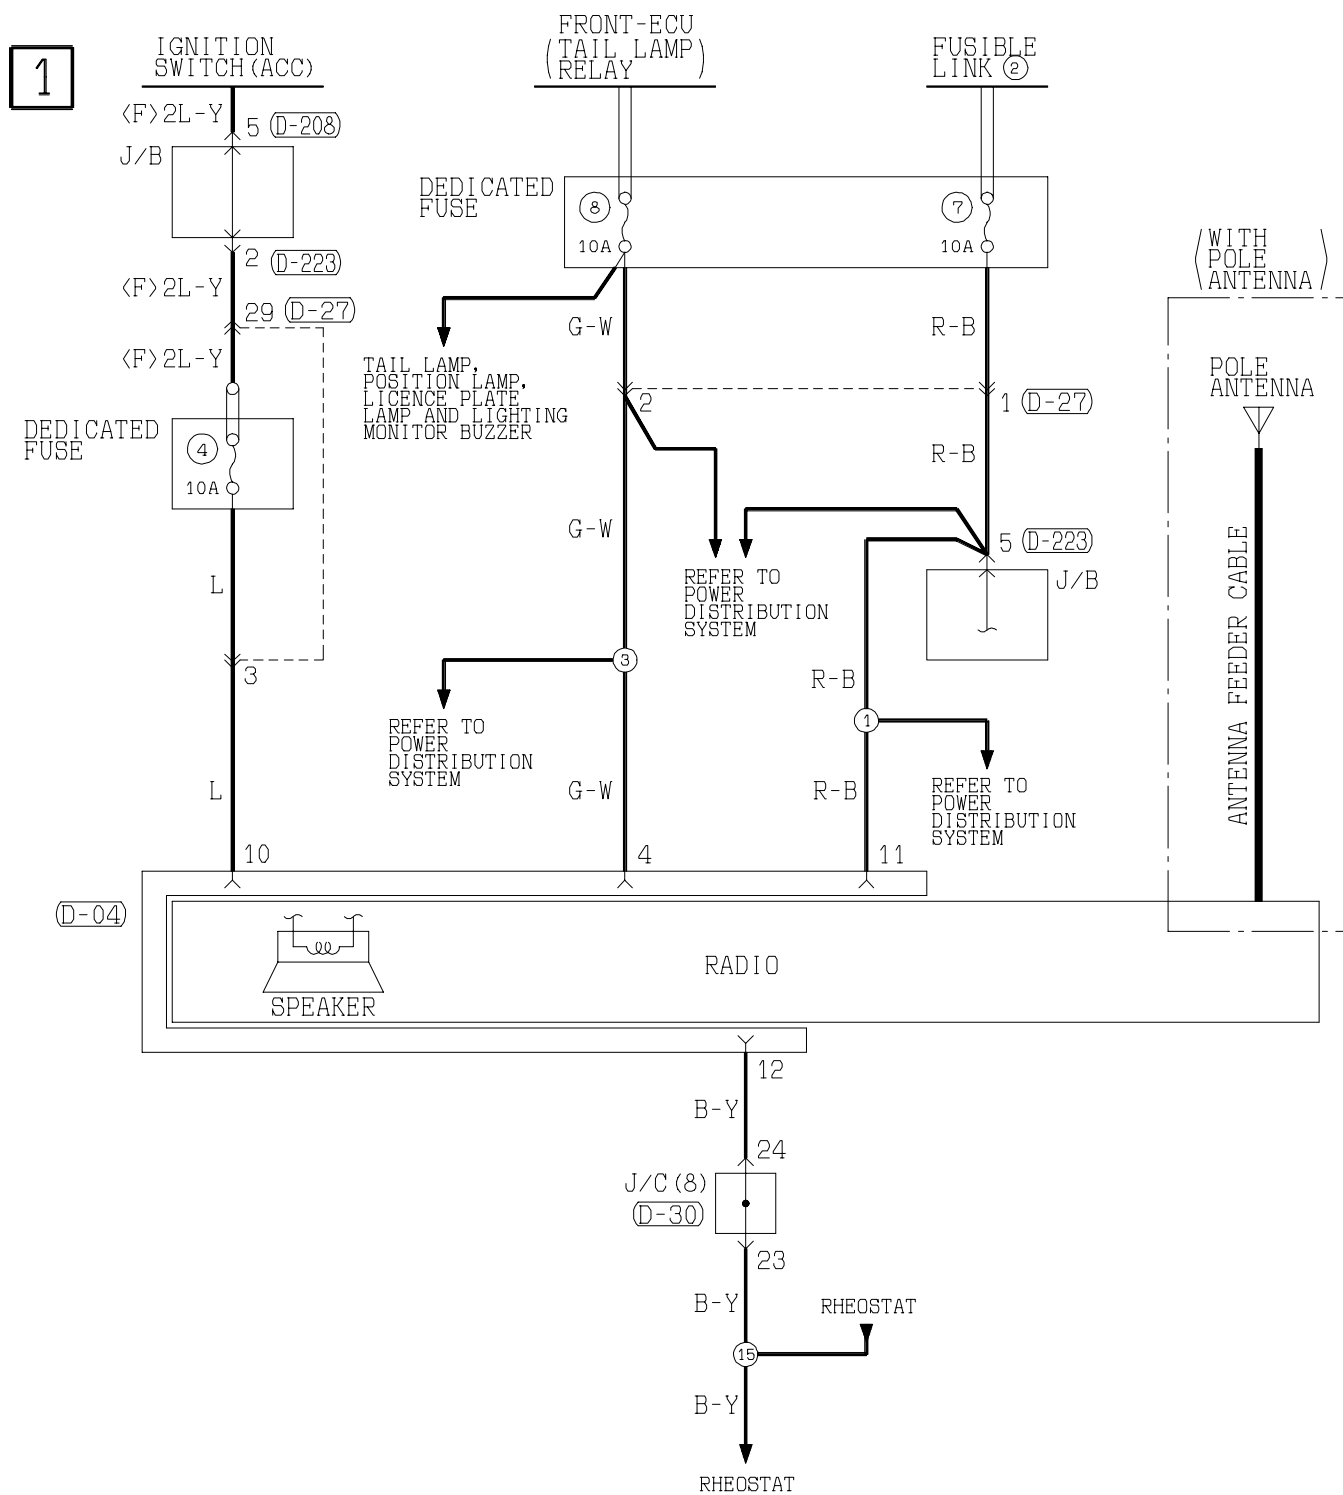 1
IGNITION
SWITCH(ACC)
FRONT-ECU
(TAIL LAMP)
RELAY
FUSIBLE
LINK ②
<F>2L-Y
5 (D-208)
J/B
DEDICATED
FUSE
8
10A
7
10A
2 (D-223)
<F>2L-Y
29 (D-27)
<F>2L-Y
DEDICATED
FUSE
4
10A
L
3
L
10
G-W
TAIL LAMP,
POSITION LAMP,
LICENCE PLATE
LAMP AND LIGHTING
MONITOR BUZZER
2
G-W
REFER TO
POWER
DISTRIBUTION
SYSTEM
3
REFER TO
POWER
DISTRIBUTION
SYSTEM
G-W
4
R-B
1 (D-27)
R-B
5 (D-223)
J/B
R-B
1
R-B
REFER TO
POWER
DISTRIBUTION
SYSTEM
11
(WITH
POLE
ANTENNA)
POLE
ANTENNA
ANTENNA FEEDER CABLE
(D-04)
SPEAKER
RADIO
12
B-Y
24
J/C(8)
(D-30)
23
B-Y
RHEOSTAT
15
B-Y
RHEOSTAT